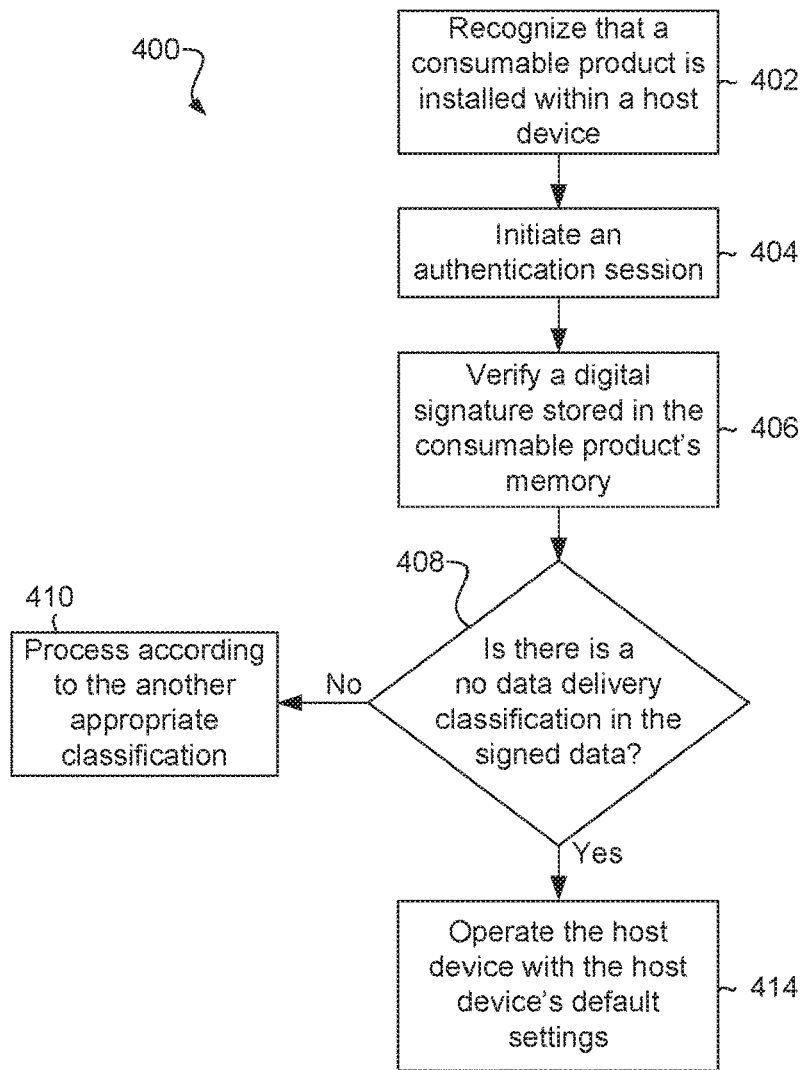 400
Recognize that a
consumable product is
installed within a host
device
402
Initiate an
authentication session
404
Verify a digital
signature stored in the
consumable product's
memory
406
408
Is there is a
no data delivery
classification in the
signed data?
No
410
Process according
to the another
appropriate
classification
Yes
Operate the host
device with the host
device's default
settings
414